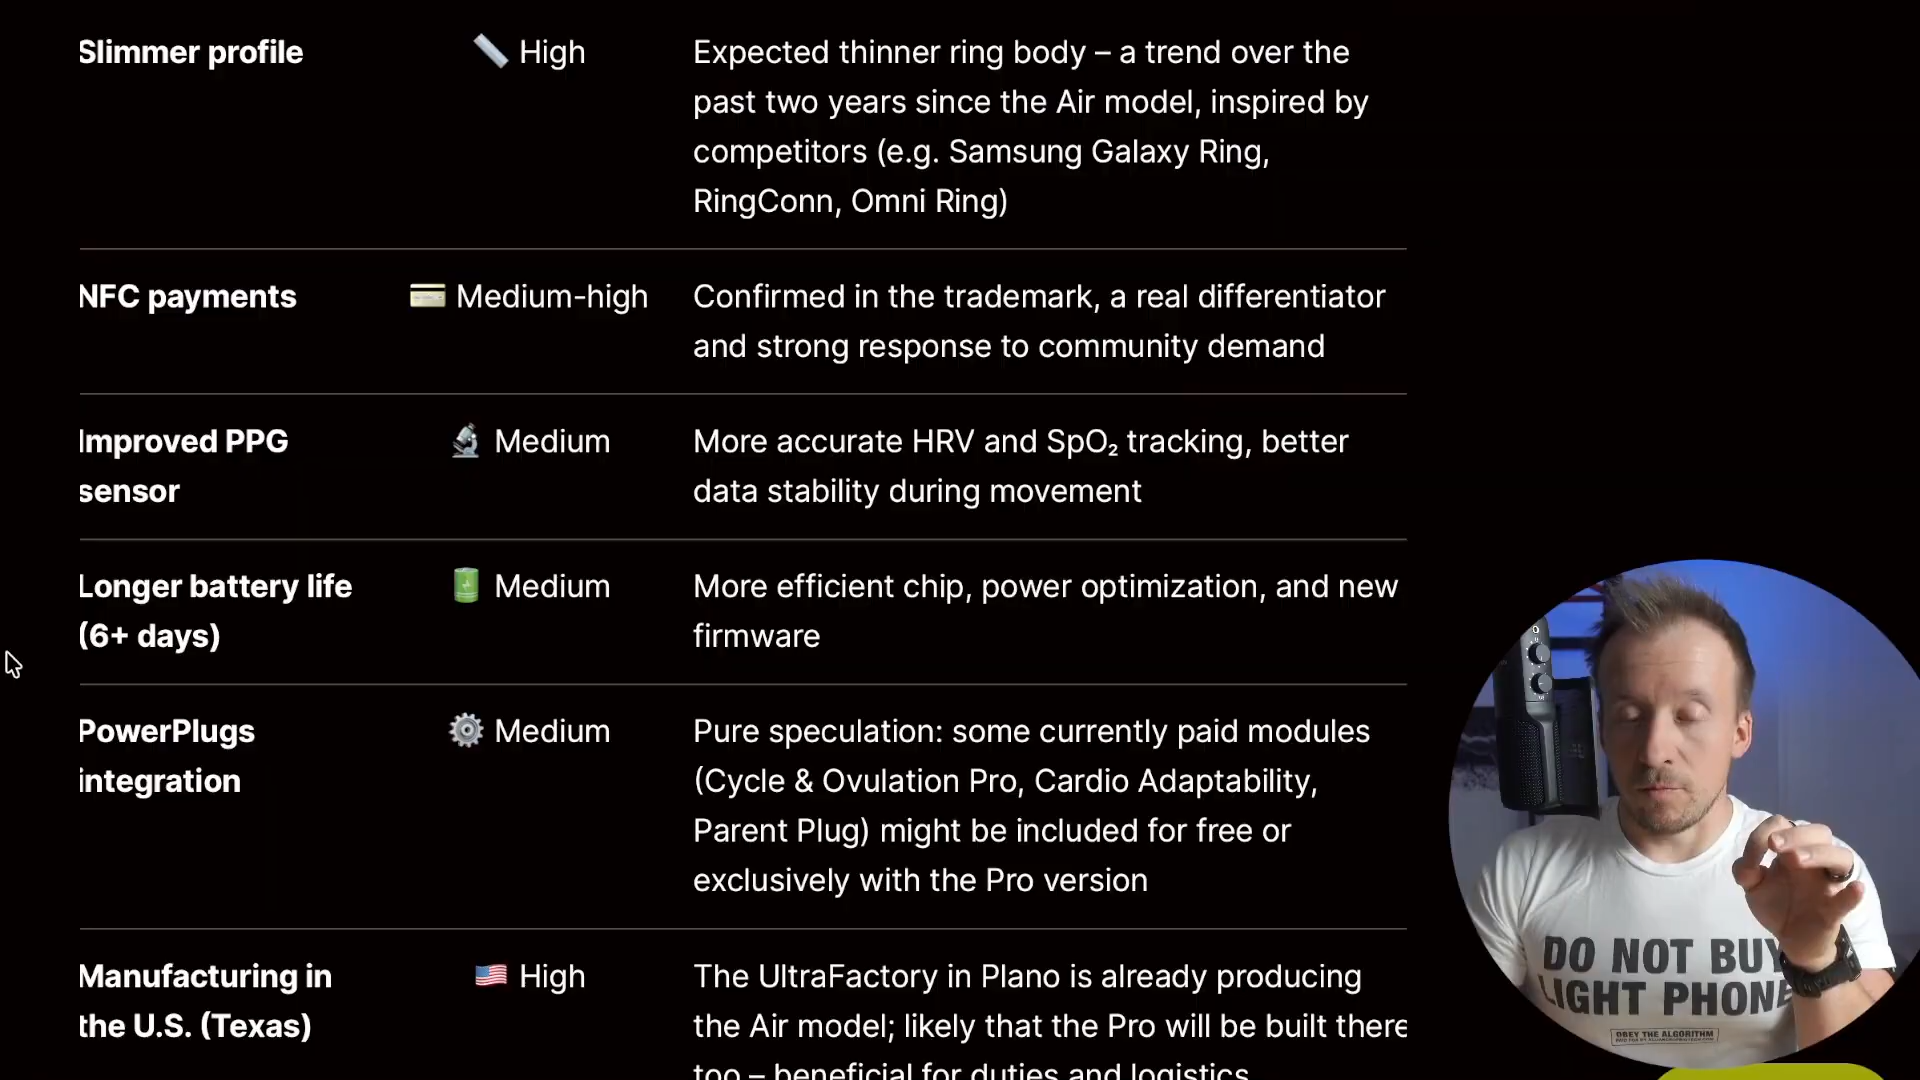 Slimmer profile
High
Expected thinner ring body – a trend over the
past two years since the Air model, inspired by
competitors (e.g. Samsung Galaxy Ring,
RingConn, Omni Ring)
NFC payments
Medium-high
Confirmed in the trademark, a real differentiator
and strong response to community demand
Improved PPG
sensor
Medium
More accurate HRV and SpO₂ tracking, better
data stability during movement
Longer battery life
(6+ days)
Medium
More efficient chip, power optimization, and new
firmware
PowerPlugs
integration
Medium
Pure speculation: some currently paid modules
(Cycle & Ovulation Pro, Cardio Adaptability,
Parent Plug) might be included for free or
exclusively with the Pro version
Manufacturing in
the U.S. (Texas)
High
The UltraFactory in Plano is already producing
the Air model; likely that the Pro will be built there
too – beneficial for duties and logistics
DO NOT BUY
LIGHT PHONE
OBEY THE ALGORITHM